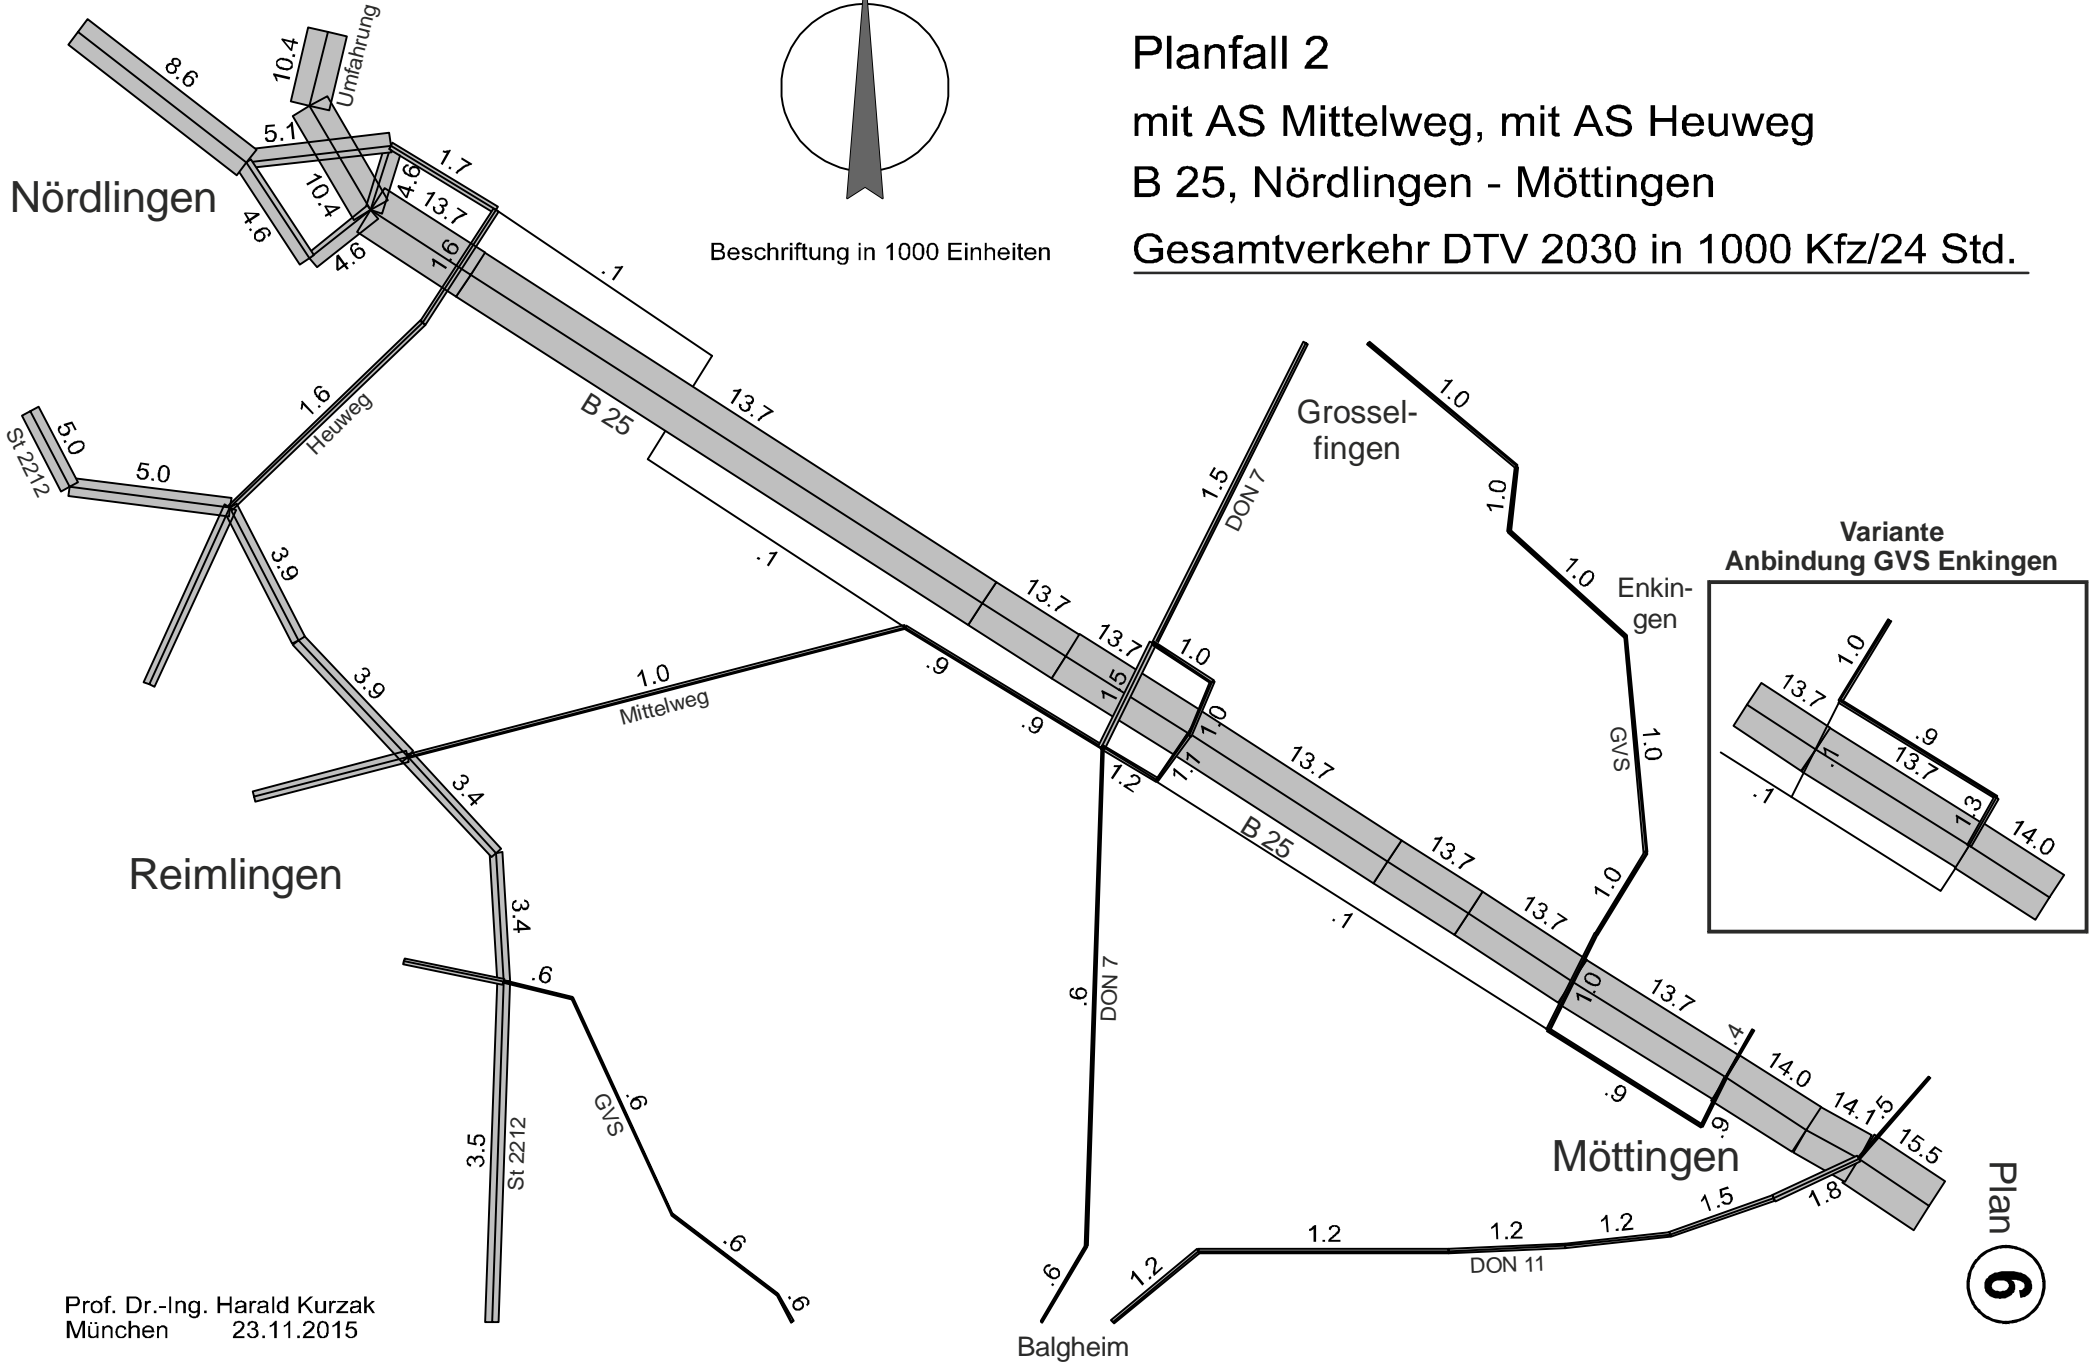 Planfall 2
mit AS Mittelweg, mit AS Heuweg
B 25, Nördlingen - Möttingen
Gesamtverkehr DTV 2030 in 1000 Kfz/24 Std.
Beschriftung in 1000 Einheiten
8.6
10.4
Umfahrung
5.1
10.4
4.6
1.7
13.7
Nördlingen
4.6
4.6
1.6
.1
1.6
Heuweg
B 25
13.7
5.0
St 2212
5.0
3.9
3.9
.1
1.0
Mittelweg
3.4
Reimlingen
3.4
.6
.6
GVS
3.5
St 2212
.6
.6
Grossel-
fingen
1.5
DON 7
1.0
1.0
1.0
Enkin-
gen
1.0
GVS
1.0
13.7
13.7
1.0
1.5
1.0
1.1
.9
.9
1.2
13.7
B 25
13.7
13.7
.1
1.0
13.7
.4
14.0
14.1
.5
15.5
.9
.9
Möttingen
.6
DON 7
.6
1.2
1.2
1.2
DON 11
1.2
1.5
1.8
Balgheim
Variante
Anbindung GVS Enkingen
1.0
13.7
.9
.1
13.7
.1
1.3
14.0
Plan
6
Prof. Dr.-Ing. Harald Kurzak
München 23.11.2015